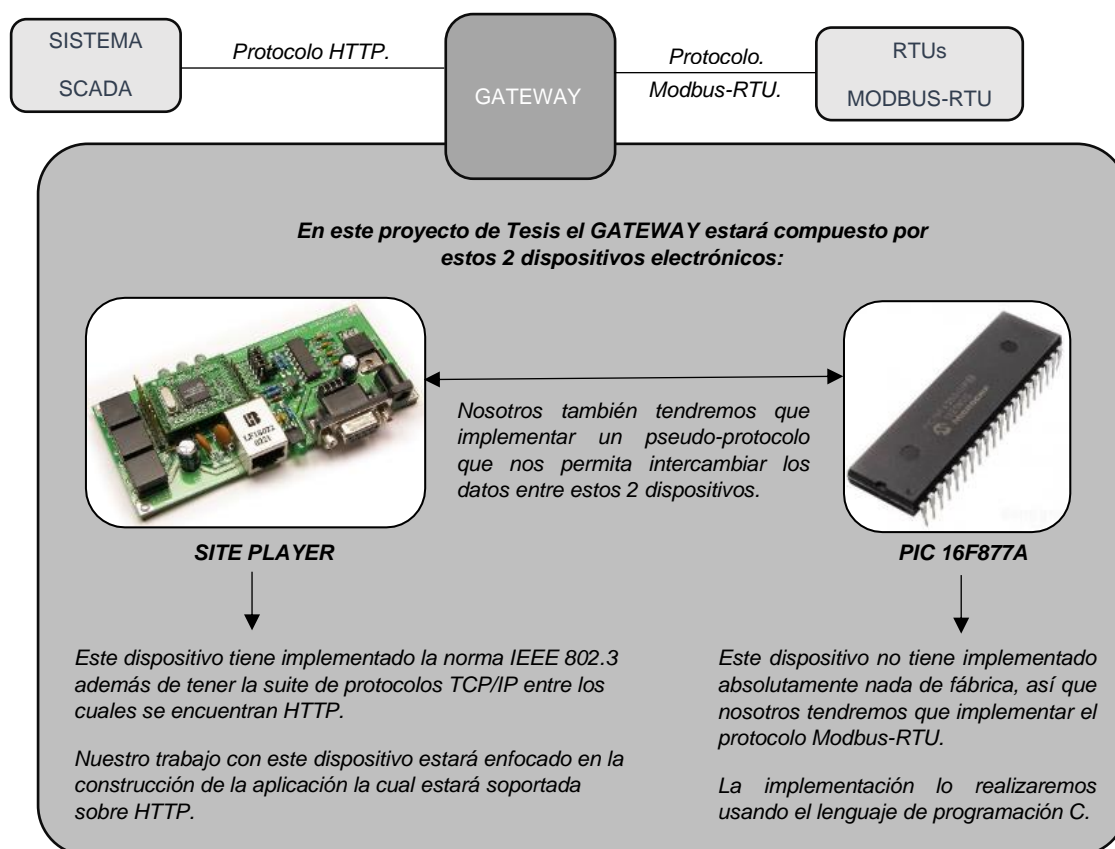 SISTEMA
SCADA
Protocolo HTTP.
GATEWAY
Protocolo.
Modbus-RTU.
RTUs
MODBUS-RTU
En este proyecto de Tesis el GATEWAY estará compuesto por
estos 2 dispositivos electrónicos:
Nosotros también tendremos que
implementar un pseudo-protocolo
que nos permita intercambiar los
datos entre estos 2 dispositivos.
SITE PLAYER
PIC 16F877A
Este dispositivo tiene implementado la norma IEEE 802.3
además de tener la suite de protocolos TCP/IP entre los
cuales se encuentran HTTP.
Nuestro trabajo con este dispositivo estará enfocado en la
construcción de la aplicación la cual estará soportada
sobre HTTP.
Este dispositivo no tiene implementado
absolutamente nada de fábrica, así que
nosotros tendremos que implementar el
protocolo Modbus-RTU.
La implementación lo realizaremos
usando el lenguaje de programación C.